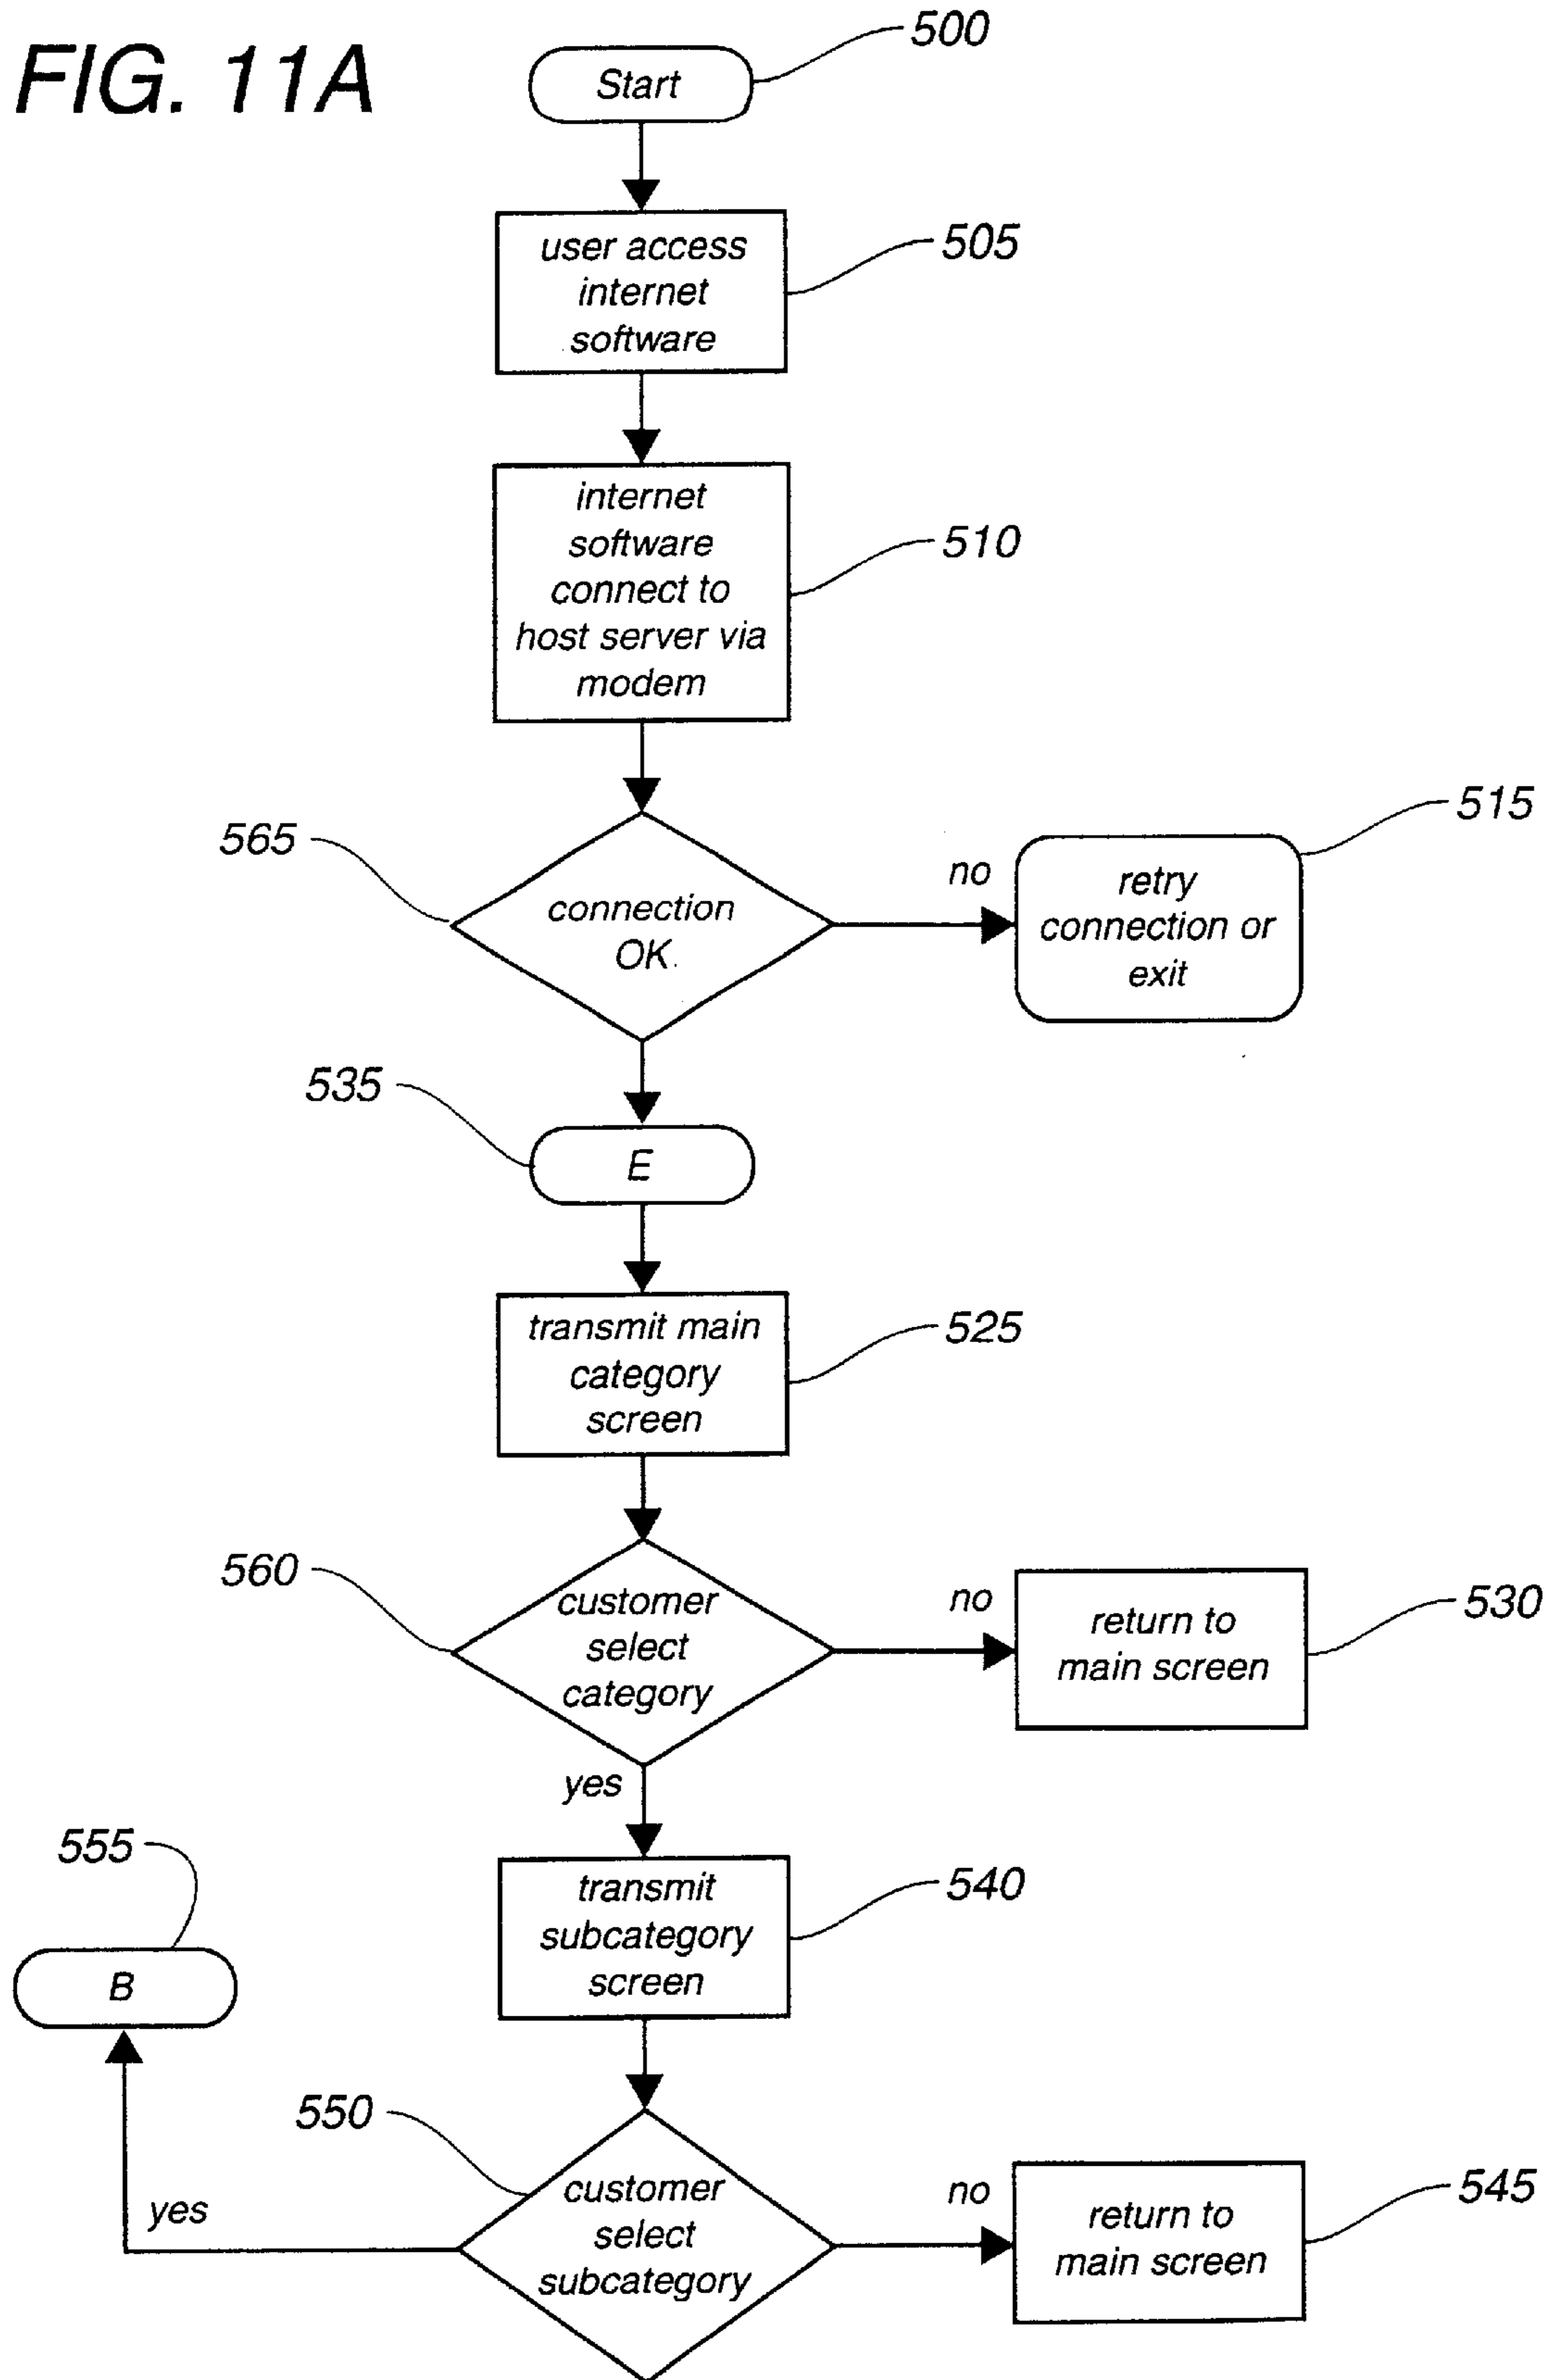 FIG. 11A
Start
500
user access
internet
software
505
internet
software
connect to
host server via
modem
510
565
connection
OK.
no
retry
connection or
exit
515
535
E
transmit main
category
screen
525
560
customer
select
category
no
return to
main screen
530
yes
555
B
transmit
subcategory
screen
540
550
yes
customer
select
subcategory
no
return to
main screen
545